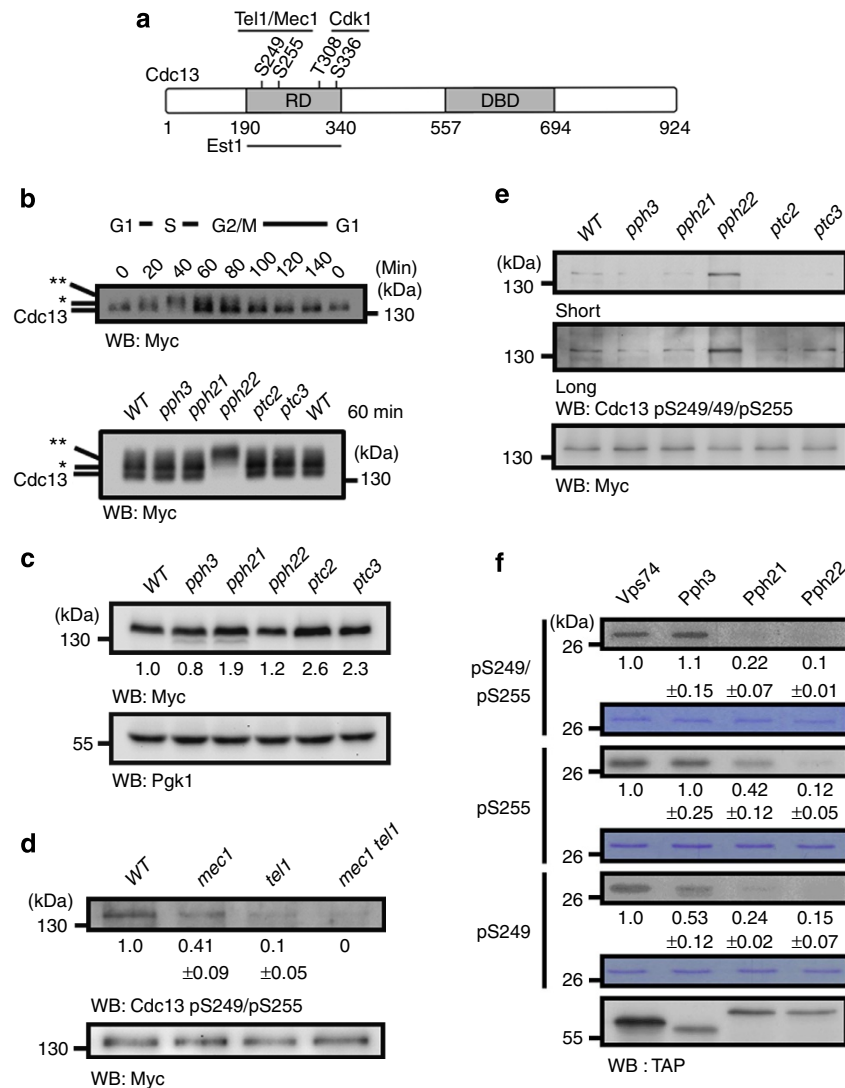 a
Tel1/Mec1 Cdk1
S249 S255 T308 S336
Cdc13
RD DBD
1 190 340 557 694 924
Est1
b
G1 S G2/M G1
0 20 40 60 80 100 120 140 0 (Min)
** (kDa)
*
Cdc13 130
WB: Myc
WT pph3 pph21 pph22 ptc2 ptc3 WT 60 min
** (kDa)
*
Cdc13 130
WB: Myc
c
WT pph3 pph21 pph22 ptc2 ptc3
(kDa)
130
1.0 0.8 1.9 1.2 2.6 2.3
WB: Myc
55
WB: Pgk1
d
WT mec1 tel1 mec1 tel1
(kDa)
130
1.0 0.41 0.1 0
±0.09 ±0.05
WB: Cdc13 pS249/pS255
130
WB: Myc
e
WT pph3 pph21 pph22 ptc2 ptc3
(kDa)
130
Short
130
Long
WB: Cdc13 pS249/49/pS255
130
WB: Myc
f
Vps74 Pph3 Pph21 Pph22
(kDa)
26
pS249/
pS255
1.0 1.1 0.22 0.1
±0.15 ±0.07 ±0.01
26
26
pS255
1.0 1.0 0.42 0.12
±0.25 ±0.12 ±0.05
26
26
pS249
1.0 0.53 0.24 0.15
±0.12 ±0.02 ±0.07
26
55
WB : TAP